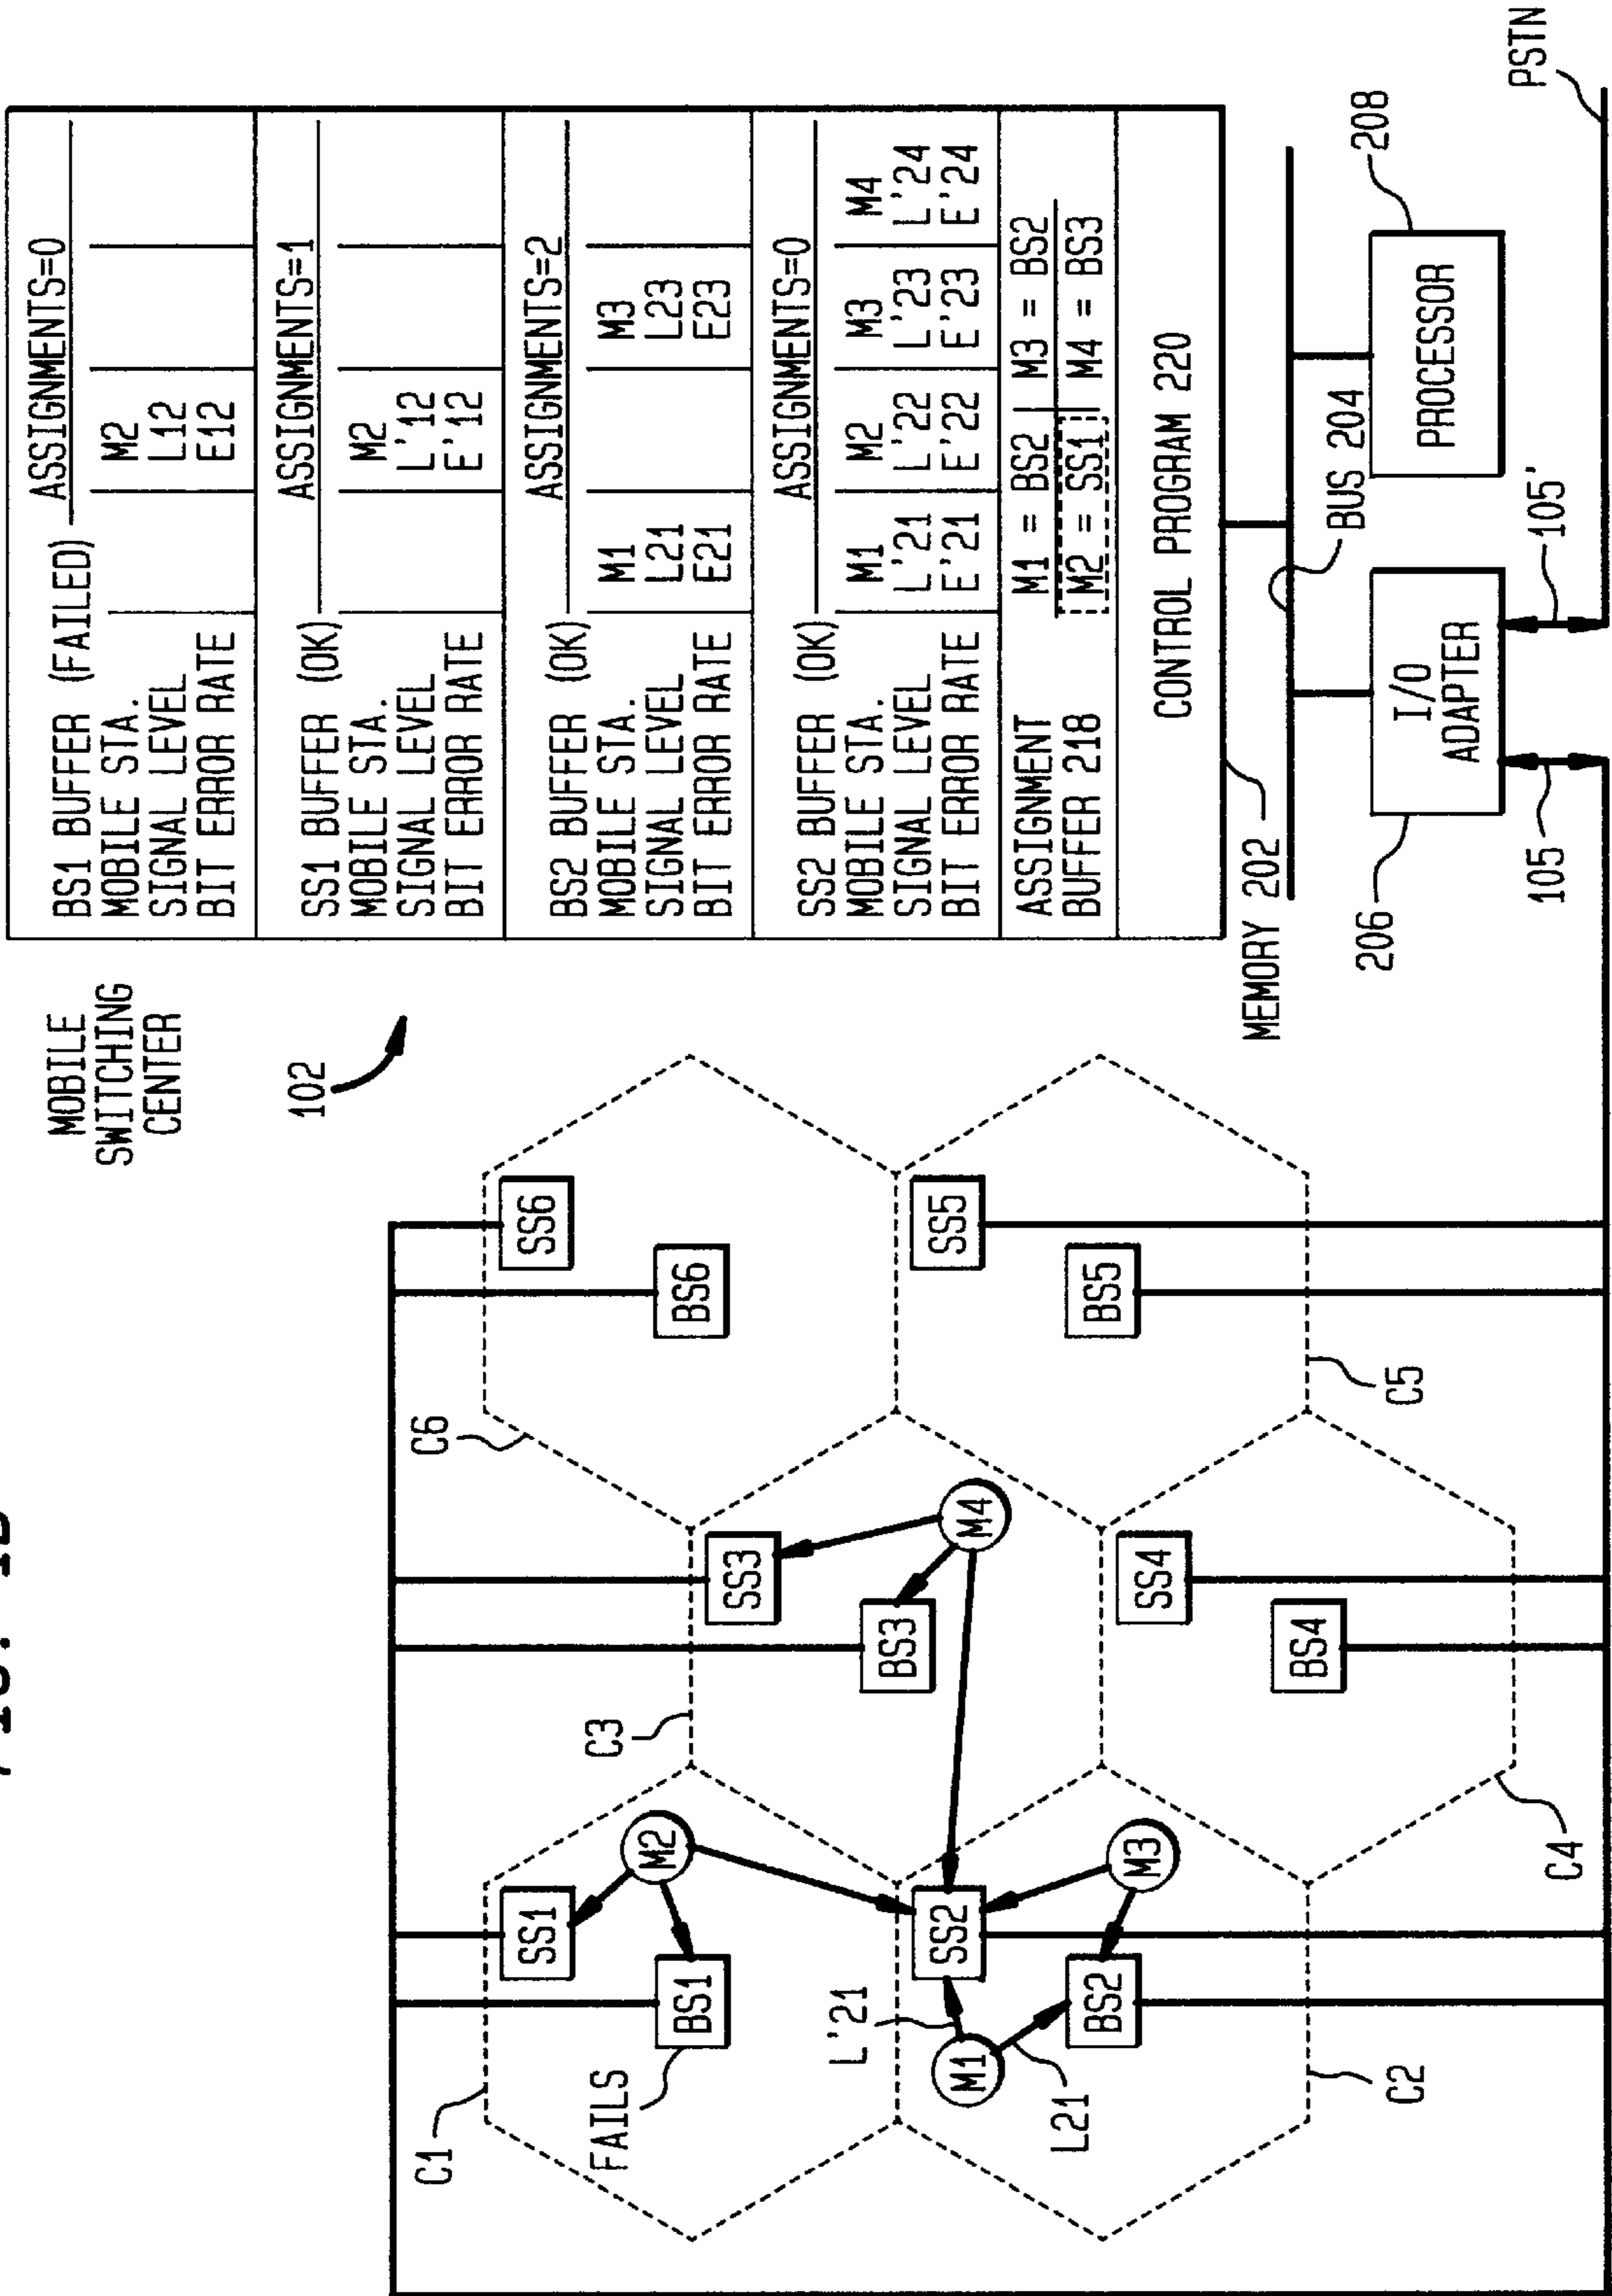 MOBILE
SWITCHING
CENTER
102
BS1 BUFFER (FAILED) ASSIGNMENTS=0
MOBILE STA. M2
SIGNAL LEVEL L12
BIT ERROR RATE E12
SS1 BUFFER (OK) ASSIGNMENTS=1
MOBILE STA. M2
SIGNAL LEVEL L'12
BIT ERROR RATE E'12
BS2 BUFFER (OK) ASSIGNMENTS=2
MOBILE STA. M1 M3
SIGNAL LEVEL L21 L23
BIT ERROR RATE E21 E23
SS2 BUFFER (OK) ASSIGNMENTS=0
MOBILE STA. M1 M2 M3 M4
SIGNAL LEVEL L'21 L'22 L'23 L'24
BIT ERROR RATE E'21 E'22 E'23 E'24
ASSIGNMENT M1 = BS2 M3 = BS2
BUFFER 218 M2 = SS1 M4 = BS3
CONTROL PROGRAM 220
MEMORY 202
BUS 204
206
I/O
ADAPTER
PROCESSOR
208
105
105'
PSTN
C1
FAILS
BS1
SS1
M2
C3
SS3
BS3
M4
C6
SS6
BS6
L'21
M1
L21
SS2
BS2
M3
C2
SS4
BS4
C4
SS5
BS5
C5